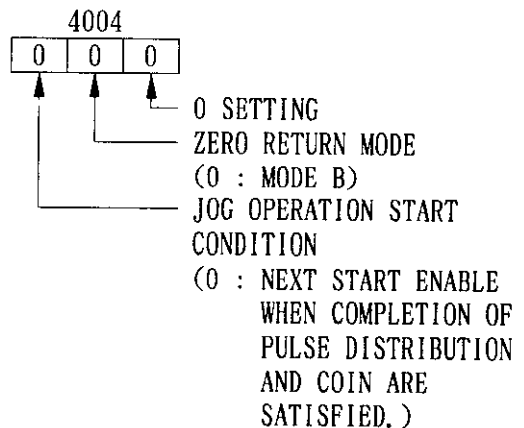 4004
0 0 0
0 SETTING
ZERO RETURN MODE
(0 : MODE B)
JOG OPERATION START
CONDITION
(0 : NEXT START ENABLE
WHEN COMPLETION OF
PULSE DISTRIBUTION
AND COIN ARE
SATISFIED.)